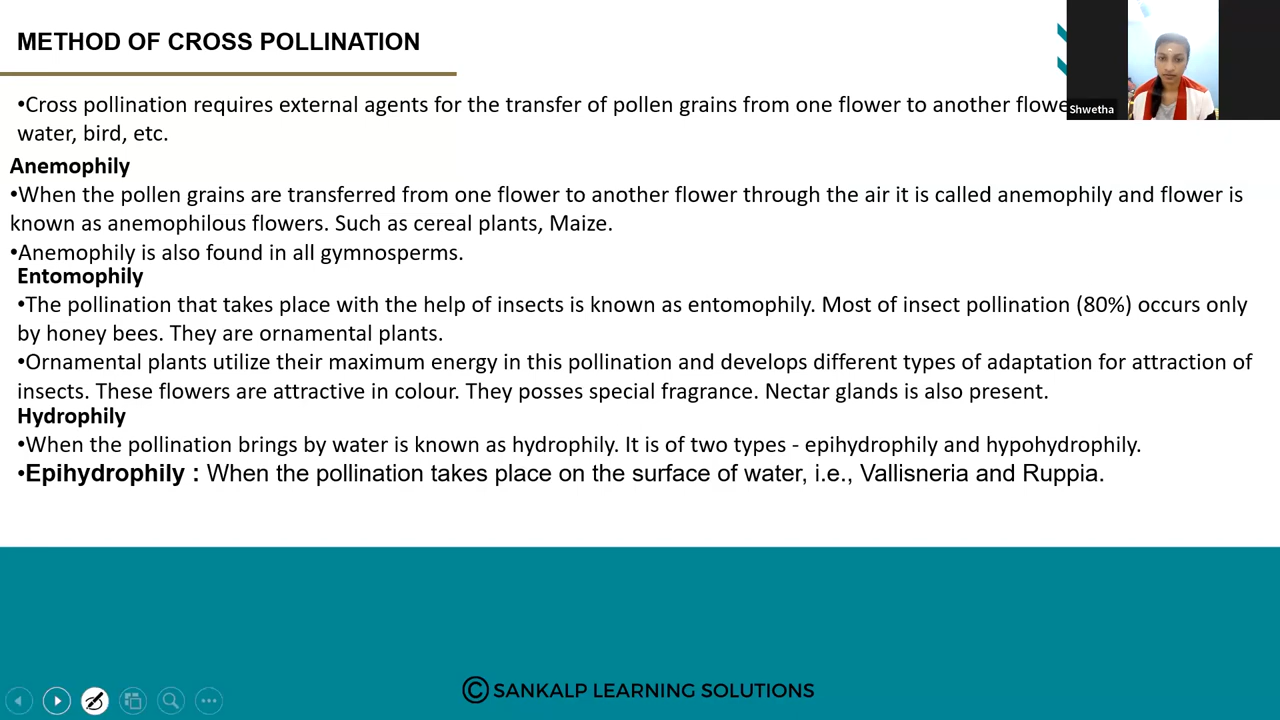 METHOD OF CROSS POLLINATION
•Cross pollination requires external agents for the transfer of pollen grains from one flower to another
water, bird, etc.
Shwetha
Anemophily
•When the pollen grains are transferred from one flower to another flower through the air it is called anemophily and flower is
known as anemophilous flowers. Such as cereal plants, Maize.
•Anemophily is also found in all gymnosperms.
Entomophily
•The pollination that takes place with the help of insects is known as entomophily. Most of insect pollination (80%) occurs only
by honey bees. They are ornamental plants.
•Ornamental plants utilize their maximum energy in this pollination and develops different types of adaptation for attraction of
insects. These flowers are attractive in colour. They posses special fragrance. Nectar glands is also present.
Hydrophily
•When the pollination brings by water is known as hydrophily. It is of two types - epihydrophily and hypohydrophily.
•Epihydrophily : When the pollination takes place on the surface of water, i.e., Vallisneria and Ruppia.
© SANKALP LEARNING SOLUTIONS